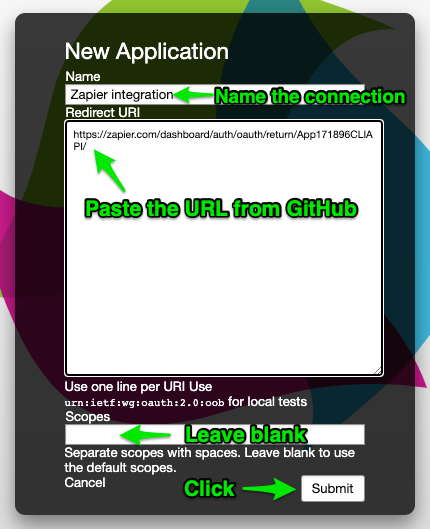 New Application
Name
Zapier integration
Name the connection
Redirect URI
https://zapier.com/dashboard/auth/oauth/return/App171896CLIA
PI/
Paste the URL from GitHub
Use one line per URI Use
urn:ietf:wg:oauth:2.0:oob for local tests
Scopes
Leave blank
Separate scopes with spaces. Leave blank to use
the default scopes.
Cancel
Click
Submit